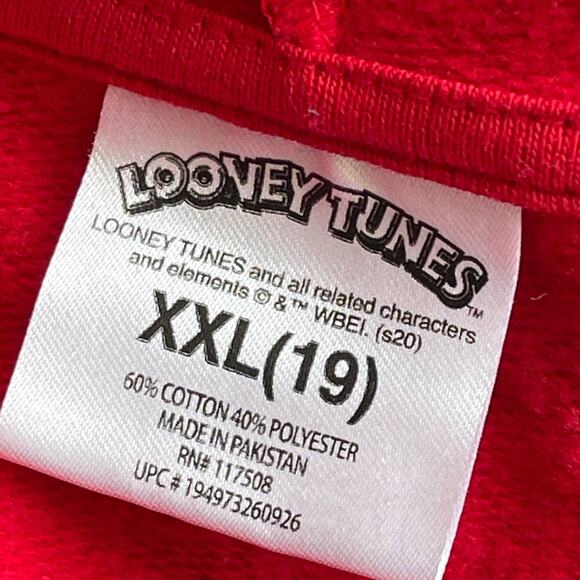 LOONEY TUNES™
LOONEY TUNES and all related characters
and elements © & ™ WBEI. (s20)
XXL(19)
60% COTTON 40% POLYESTER
MADE IN PAKISTAN
RN# 117508
UPC # 194973260926